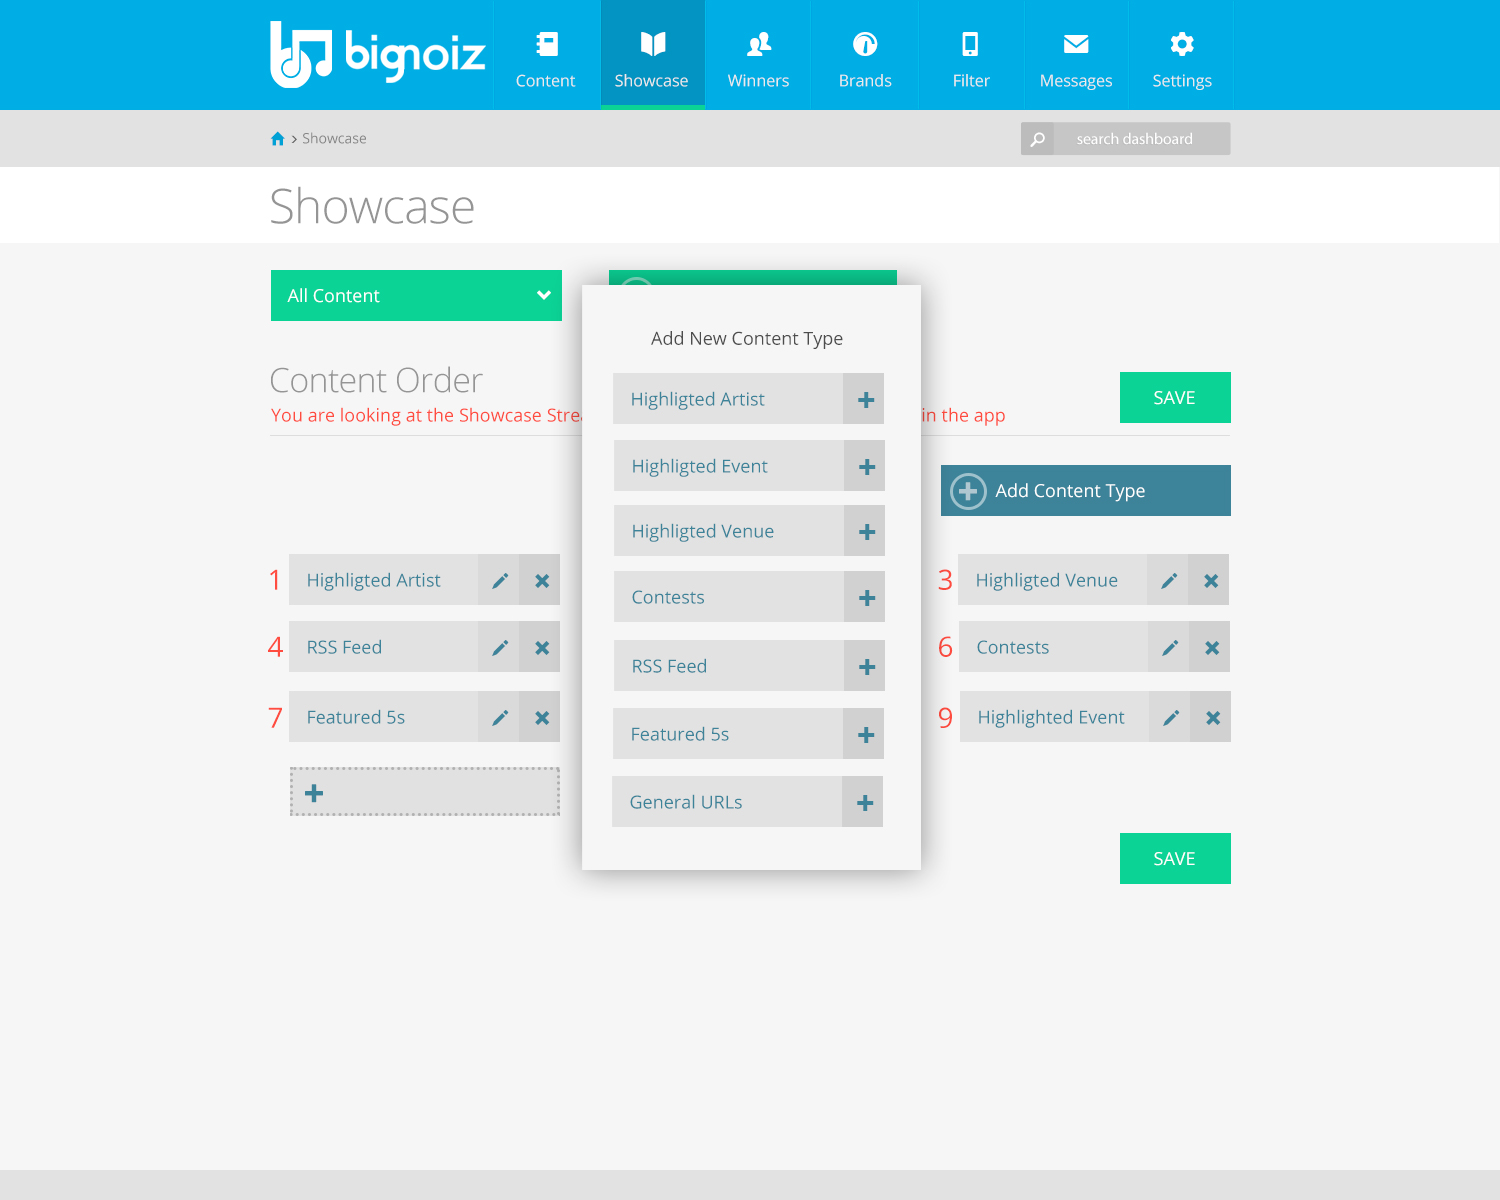 bignoiz
Content
Showcase
Winners
Brands
Filter
Messages
Settings
> Showcase
search dashboard
Showcase
All Content
Content Order
You are looking at the Showcase
in the app
SAVE
Add Content Type
1 Highligted Artist
3 Highligted Venue
4 RSS Feed
6 Contests
7 Featured 5s
9 Highlighted Event
SAVE
Add New Content Type
Highligted Artist
Highligted Event
Highligted Venue
Contests
RSS Feed
Featured 5s
General URLs